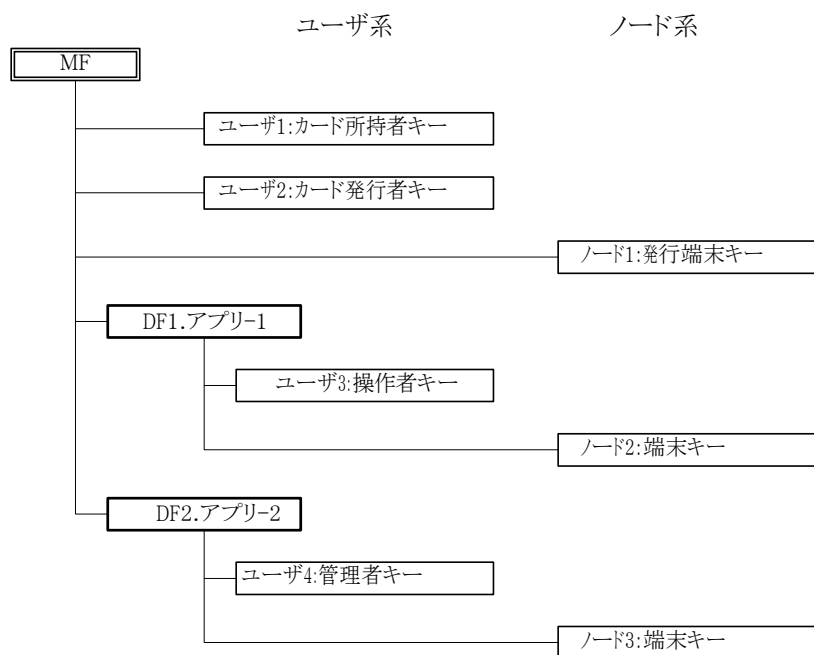 ユーザ系 ノード系
MF
ユーザ1:カード所持者キー
ユーザ2:カード発行者キー
ノード1:発行端末キー
DF1.アプリ-1
ユーザ3:操作者キー
ノード2:端末キー
DF2.アプリ-2
ユーザ4:管理者キー
ノード3:端末キー